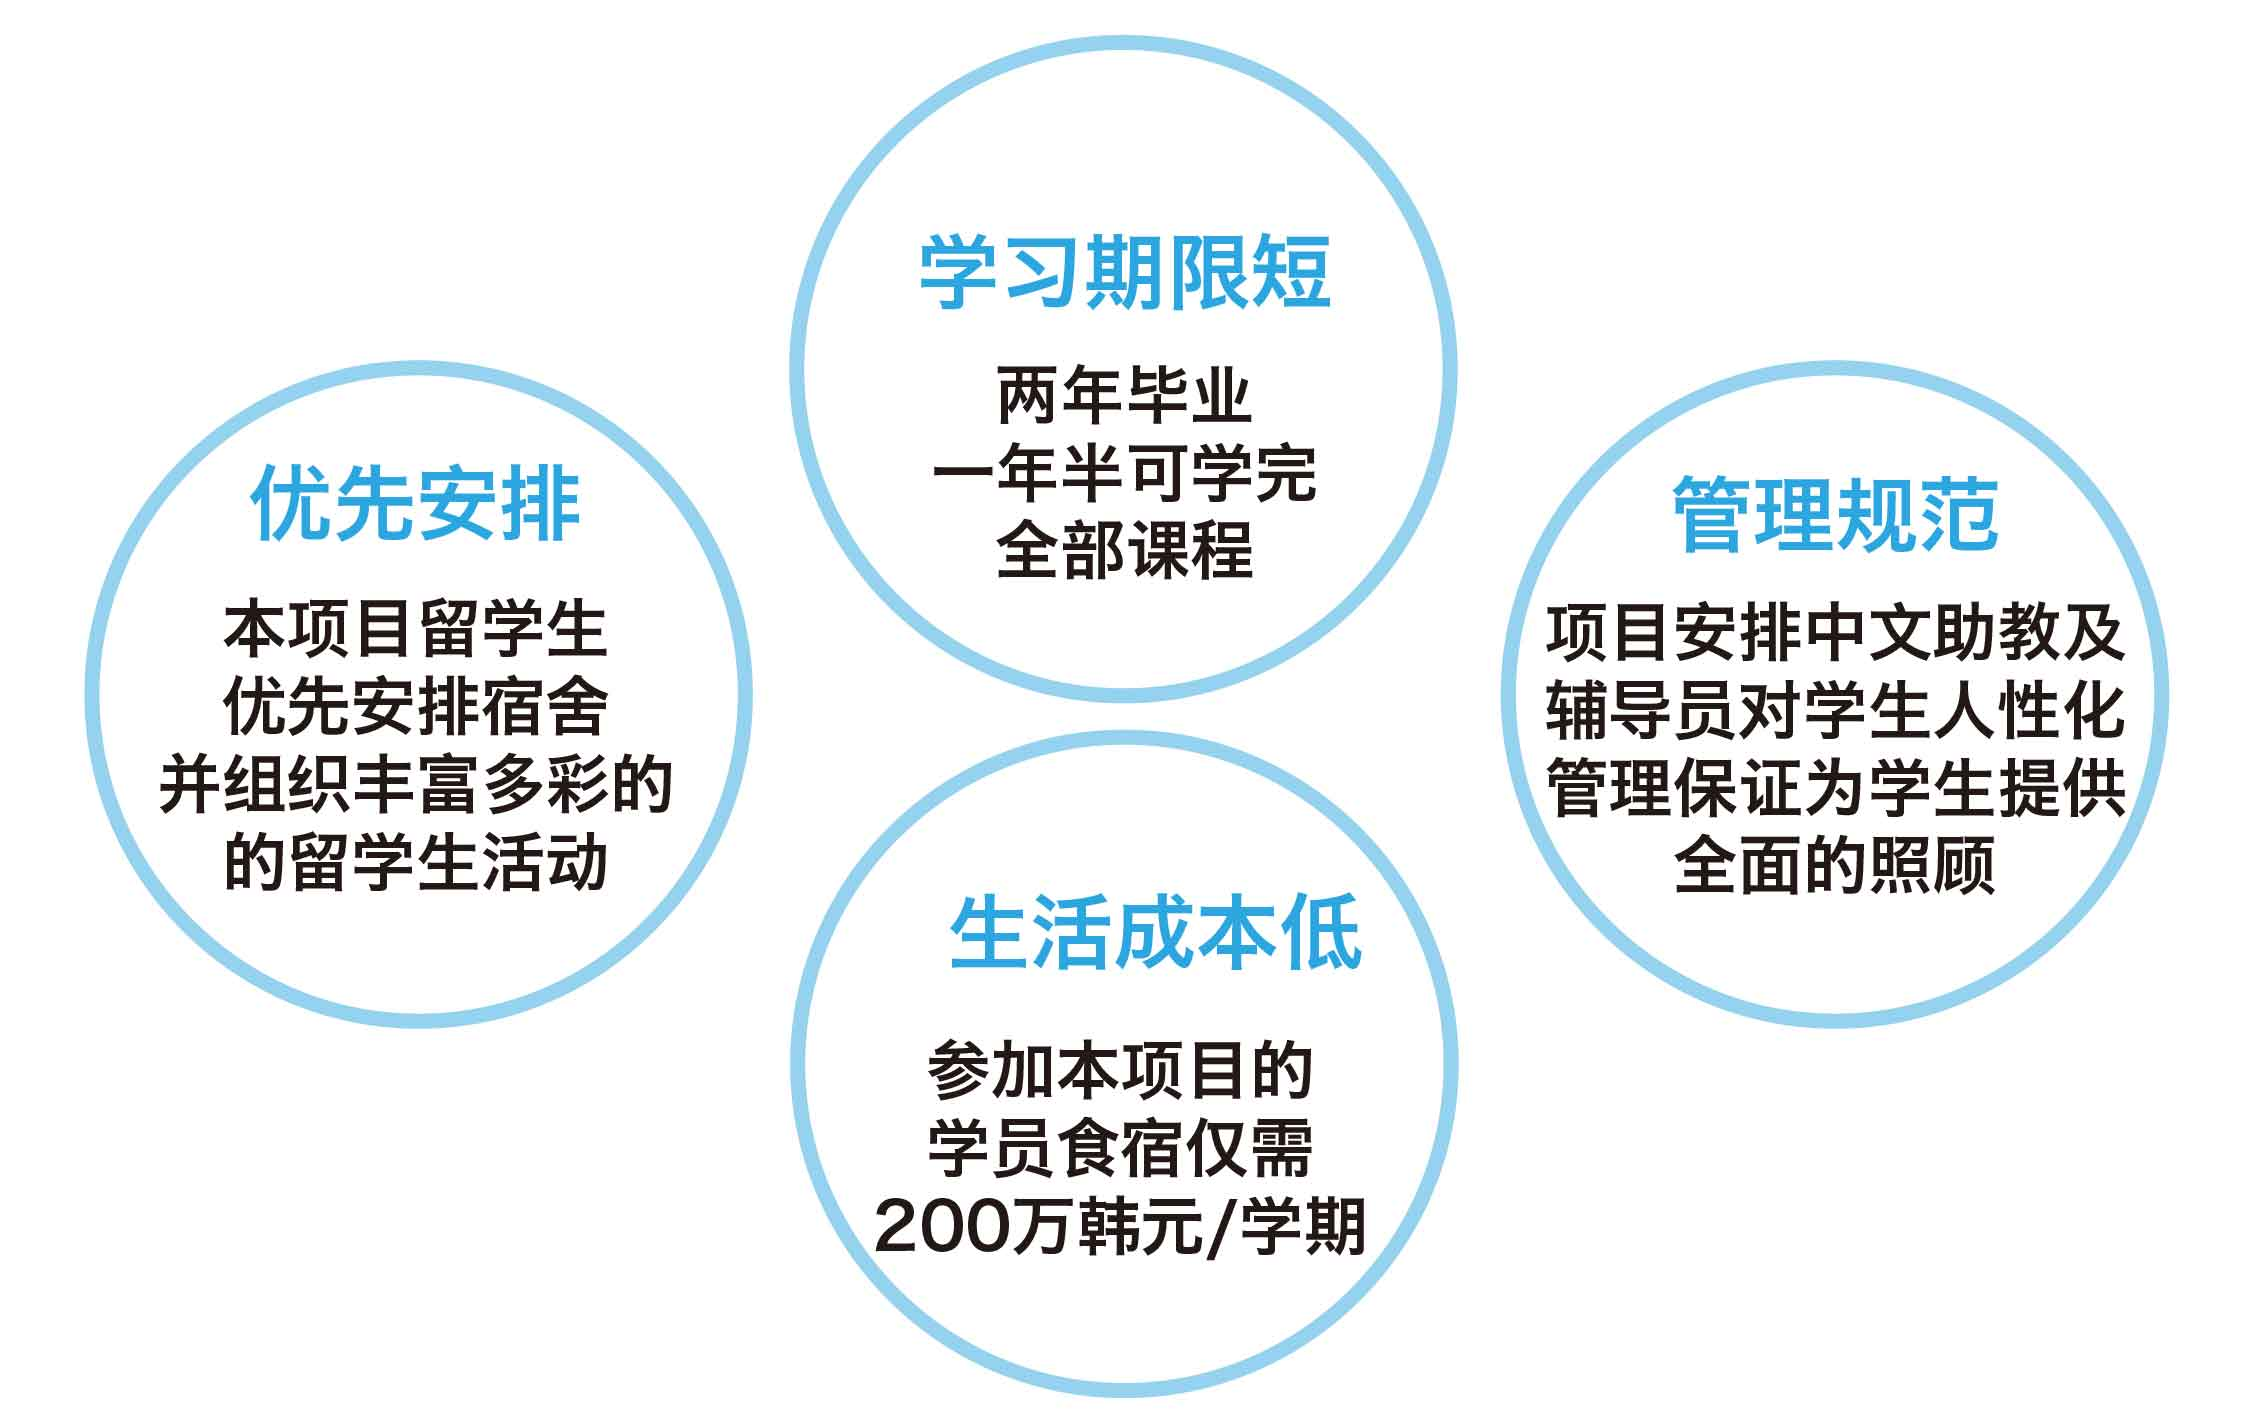 学习期限短
两年毕业
一年半可学完
全部课程
优先安排
本项目留学生
优先安排宿舍
并组织丰富多彩的
的留学生活动
管理规范
项目安排中文助教及
辅导员对学生人性化
管理保证为学生提供
全面的照顾
生活成本低
参加本项目的
学员食宿仅需
200万韩元/学期